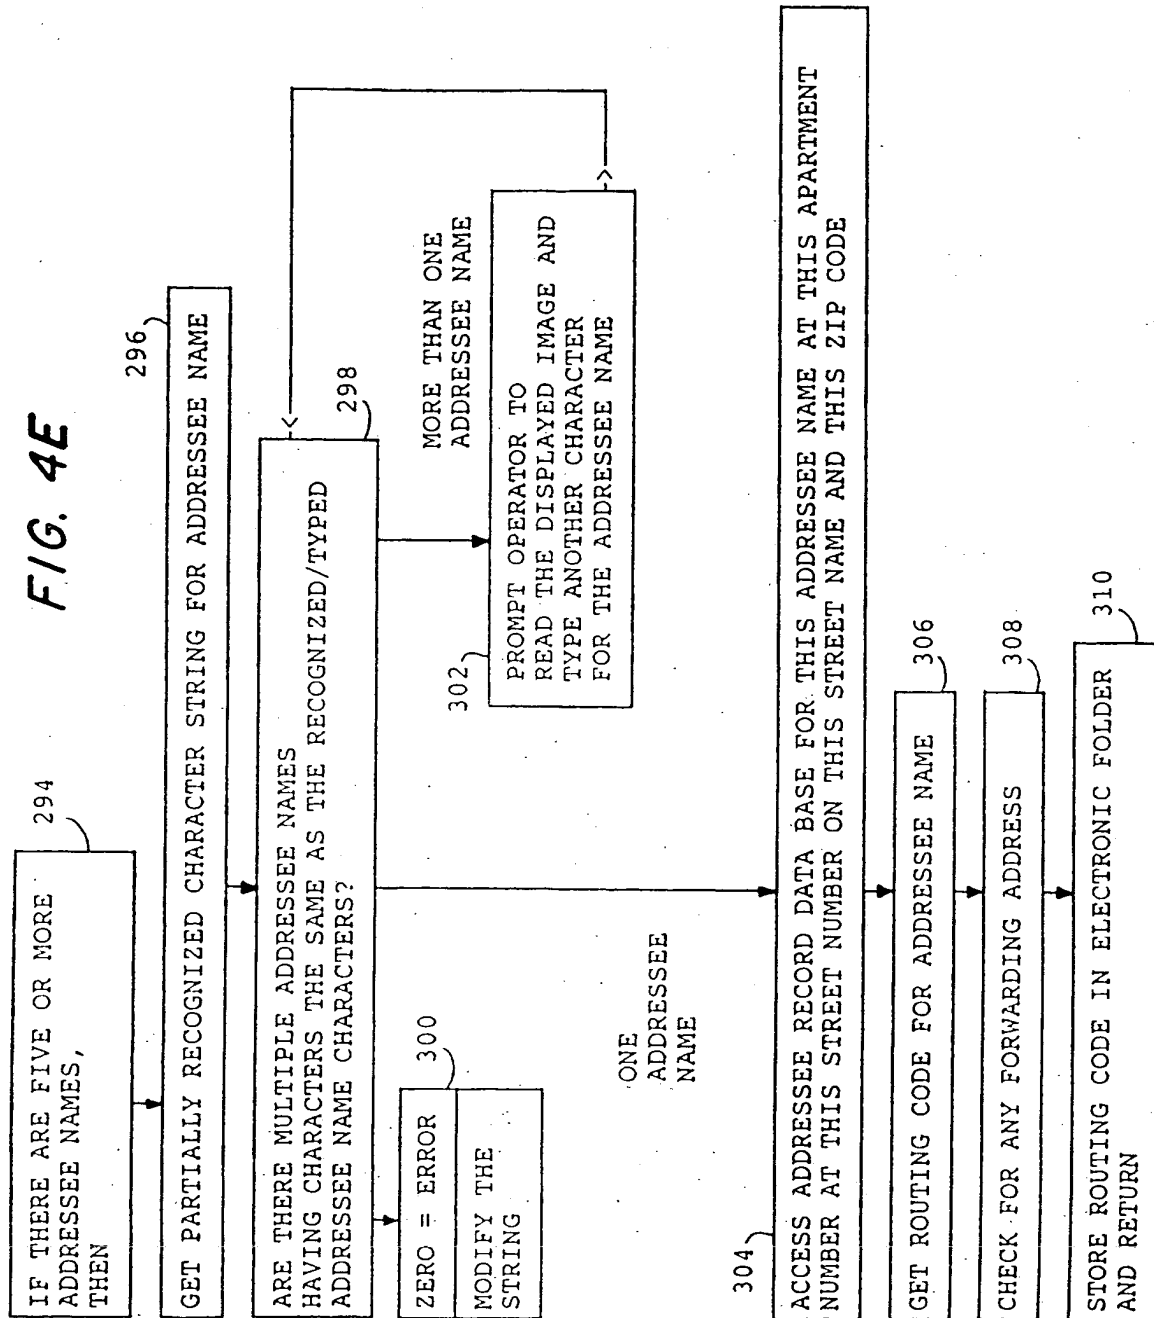 FIG. 4E
294
IF THERE ARE FIVE OR MORE
ADDRESSEE NAMES,
THEN
296
GET PARTIALLY RECOGNIZED CHARACTER STRING FOR ADDRESSEE NAME
298
ARE THERE MULTIPLE ADDRESSEE NAMES
HAVING CHARACTERS THE SAME AS THE RECOGNIZED/TYPED
ADDRESSEE NAME CHARACTERS?
300
ZERO = ERROR
MODIFY THE
STRING
MORE THAN ONE
ADDRESSEE NAME
302
PROMPT OPERATOR TO
READ THE DISPLAYED IMAGE AND
TYPE ANOTHER CHARACTER
FOR THE ADDRESSEE NAME
ONE
ADDRESSEE
NAME
304
ACCESS ADDRESSEE RECORD DATA BASE FOR THIS ADDRESSEE NAME AT THIS APARTMENT
NUMBER AT THIS STREET NUMBER ON THIS STREET NAME AND THIS ZIP CODE
306
GET ROUTING CODE FOR ADDRESSEE NAME
308
CHECK FOR ANY FORWARDING ADDRESS
310
STORE ROUTING CODE IN ELECTRONIC FOLDER
AND RETURN